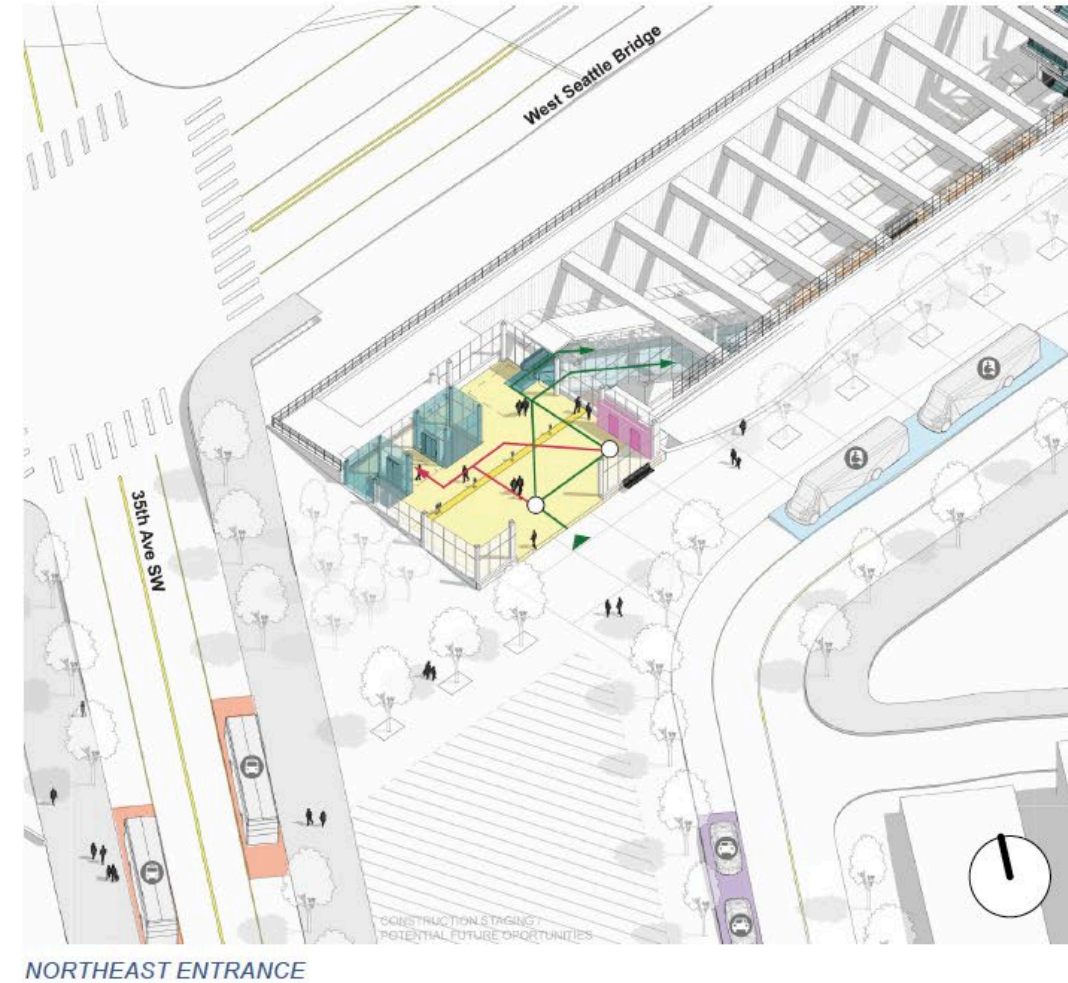 West Seattle Bridge
35th Ave SW
CONSTRUCTION STAGING /
POTENTIAL FUTURE OPORTUNITIES
NORTHEAST ENTRANCE